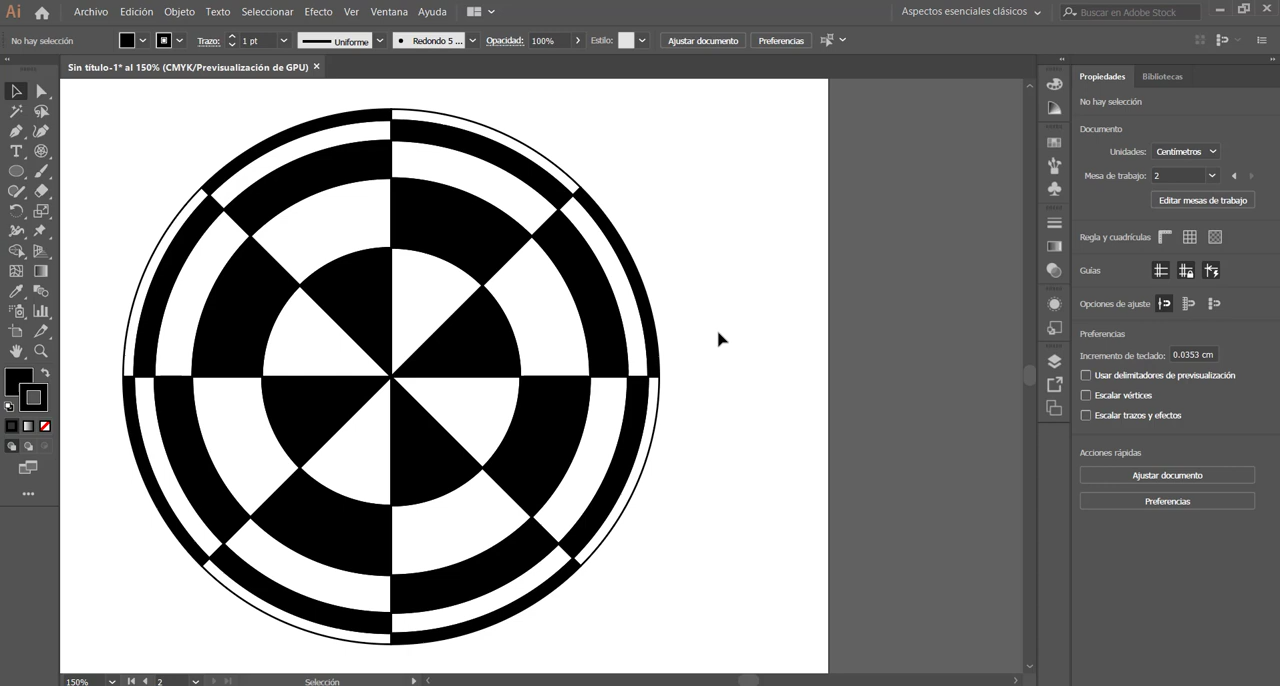 Ai Archivo Edición Objeto Texto Seleccionar Efecto Ver Ventana Ayuda Aspectos esenciales clásicos Buscar en Adobe Stock
No hay selección Trazo: 1 pt Uniforme Redondo 5 ... Opacidad: 100% Estilo: Ajustar documento Preferencias
Sin título-1* al 150% (CMYK/Previsualización de GPU) ×
Propiedades Bibliotecas
No hay selección
Documento
Unidades: Centímetros
Mesa de trabajo: 2
Editar mesas de trabajo
Regla y cuadrículas
Guías
Opciones de ajuste
Preferencias
Incremento de teclado: 0.0353 cm
Usar delimitadores de previsualización
Escalar vértices
Escalar trazos y efectos
Acciones rápidas
Ajustar documento
Preferencias
150% 2 Selección